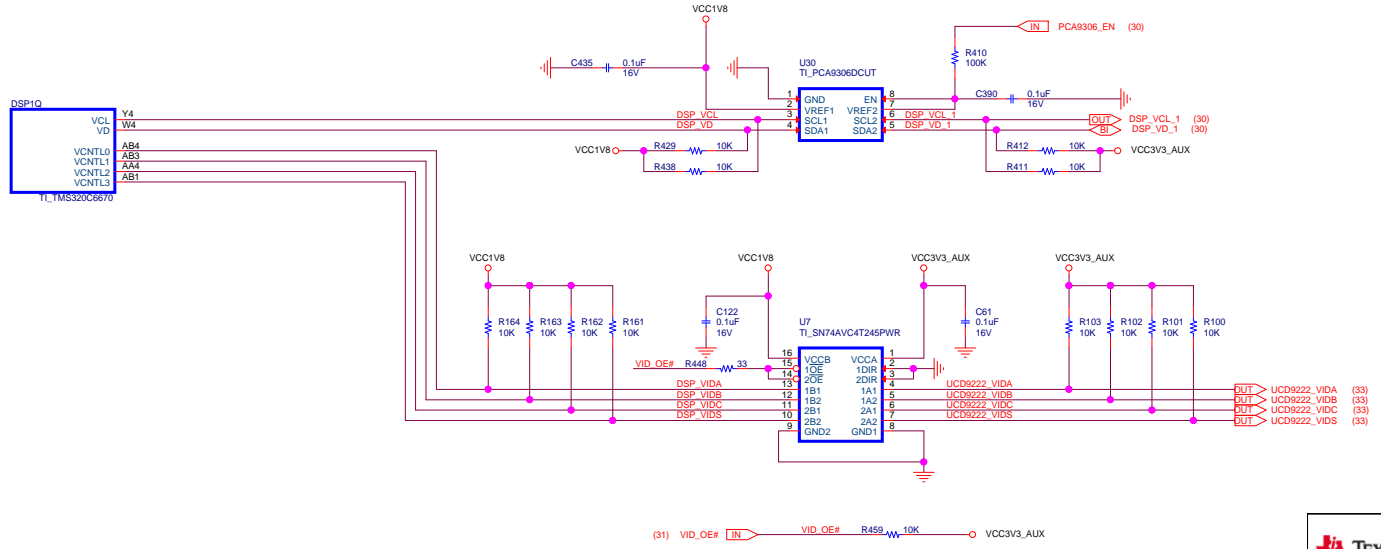 VCC1V8
IN PCA9306_EN (30)
C435 0.1uF 16V
U30
TI_PCA9306DCUT
R410
100K
C390 0.1uF 16V
DSP1Q
VCL Y4
VD W4
VCNTL0 AB4
VCNTL1 AB3
VCNTL2 AA4
VCNTL3 AB1
TI_TMS320C6670
1 GND EN 8
2 VREF1 VREF2 7
DSP_VCL 3 SCL1 SCL2 6 DSP_VCL_1 OUT DSP_VCL_1 (30)
DSP_VD 4 SDA1 SDA2 5 DSP_VD_1 BI DSP_VD_1 (30)
VCC1V8 R429 10K R412 10K VCC3V3_AUX
R438 10K R411 10K
VCC1V8 VCC1V8 VCC3V3_AUX VCC3V3_AUX
R164 10K
R163 10K
R162 10K
R161 10K
C122
0.1uF
16V
U7
TI_SN74AVC4T245PWR
C61
0.1uF
16V
R103 10K
R102 10K
R101 10K
R100 10K
16 VCCB VCCA 1
VID_OE# R448 33 15 1OE 1DIR 2
14 2OE 2DIR 3
DSP_VIDA 13 1B1 1A1 4 UCD9222_VIDA OUT UCD9222_VIDA (33)
DSP_VIDB 12 1B2 1A2 5 UCD9222_VIDB OUT UCD9222_VIDB (33)
DSP_VIDC 11 2B1 2A1 6 UCD9222_VIDC OUT UCD9222_VIDC (33)
DSP_VIDS 10 2B2 2A2 7 UCD9222_VIDS OUT UCD9222_VIDS (33)
9 GND2 GND1 8
(31) VID_OE# IN VID_OE# R459 10K VCC3V3_AUX